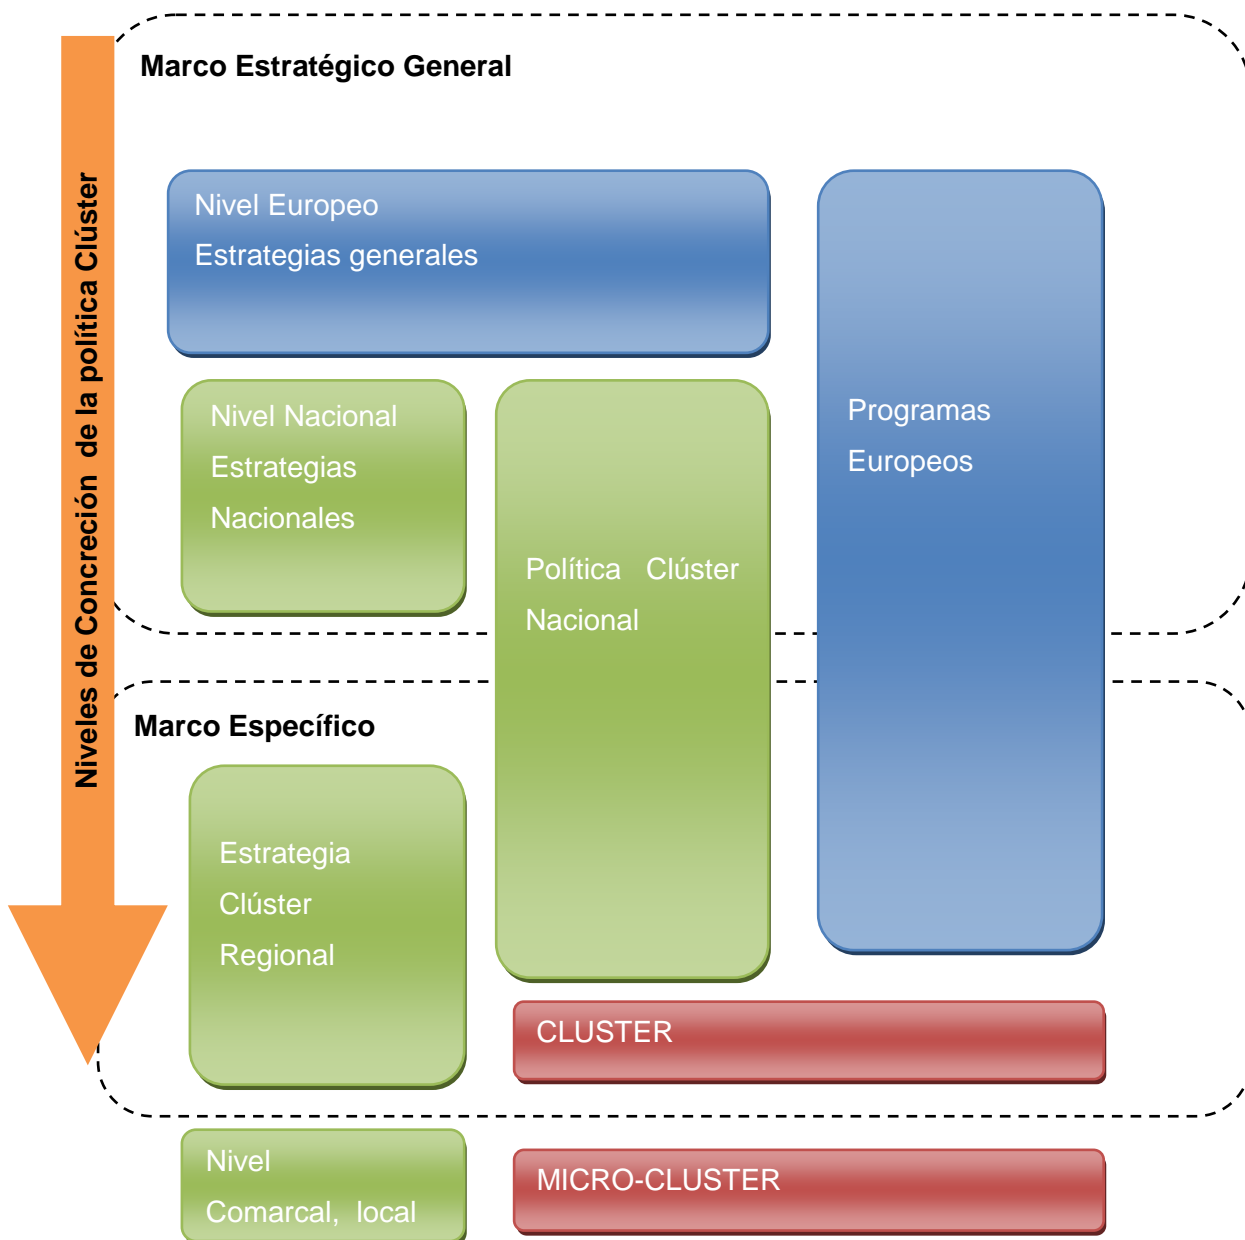 Niveles de Concreción de la política Clúster
Marco Estratégico General
Nivel Europeo
Estrategias generales
Nivel Nacional
Estrategias
Nacionales
Política Clúster
Nacional
Programas
Europeos
Marco Específico
Estrategia
Clúster
Regional
CLUSTER
Nivel
Comarcal, local
MICRO-CLUSTER